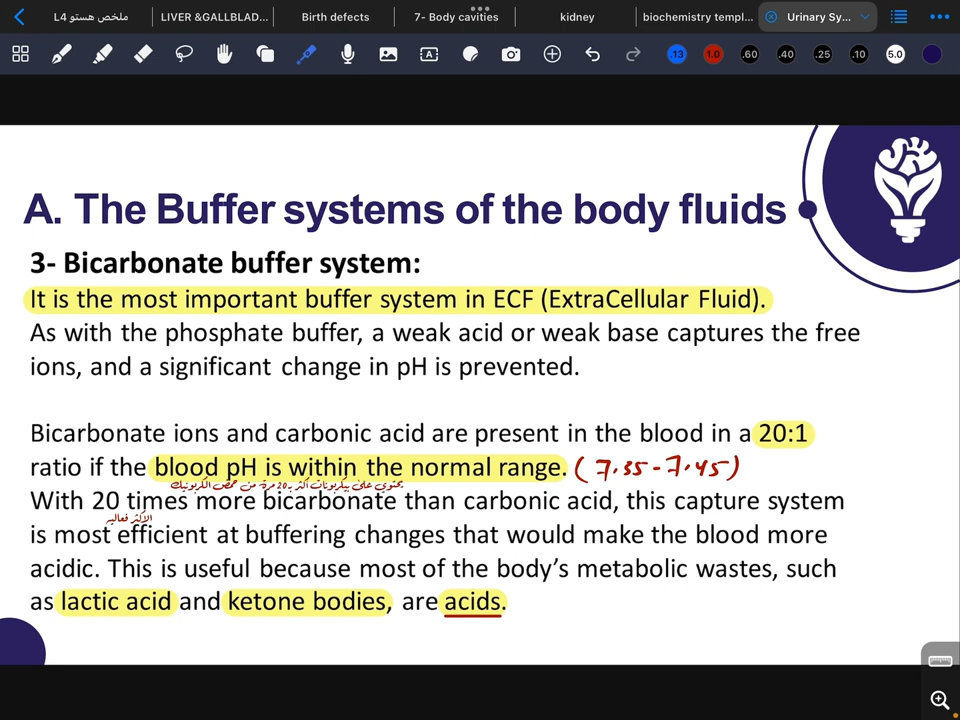 ملخص هستو L4
LIVER &GALLBLAD...
Birth defects
7- Body cavities
kidney
biochemistry templ...
Urinary Sy...
13
1.0
.60
.40
.25
.10
5.0
A. The Buffer systems of the body fluids
3- Bicarbonate buffer system:
It is the most important buffer system in ECF (ExtraCellular Fluid).
As with the phosphate buffer, a weak acid or weak base captures the free
ions, and a significant change in pH is prevented.
Bicarbonate ions and carbonic acid are present in the blood in a 20:1
ratio if the blood pH is within the normal range. (7.35-7.45)
يحتوي على بيكربونات أكثر بـ20 مرة من حمض الكربونيك
With 20 times more bicarbonate than carbonic acid, this capture system
الاكثر فعاليه
is most efficient at buffering changes that would make the blood more
acidic. This is useful because most of the body's metabolic wastes, such
as lactic acid and ketone bodies, are acids.